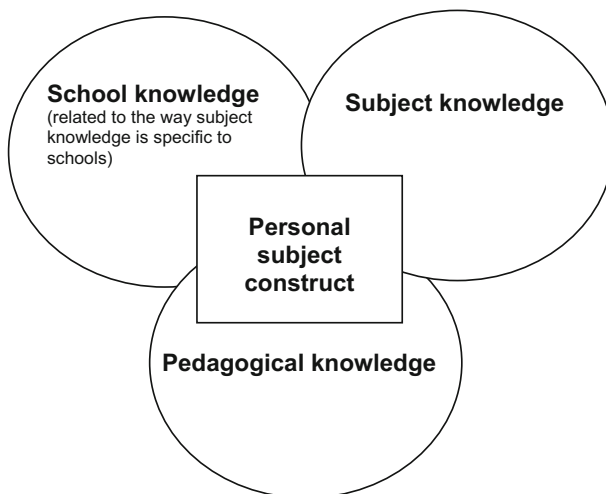 School knowledge
(related to the way subject
knowledge is specific to
schools)
Subject knowledge
Personal
subject
construct
Pedagogical knowledge